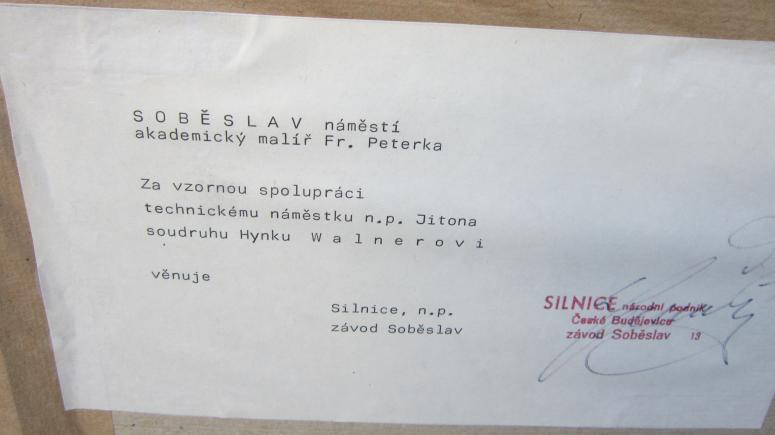 S O B Ě S L A V náměstí
akademický malíř Fr. Peterka
Za vzornou spolupráci
technickému náměstku n.p. Jitona
soudruhu Hynku W a l n e r o v i
věnuje
Silnice, n.p.
závod Soběslav
SILNICE národní podnik
České Budějovice
závod Soběslav 13